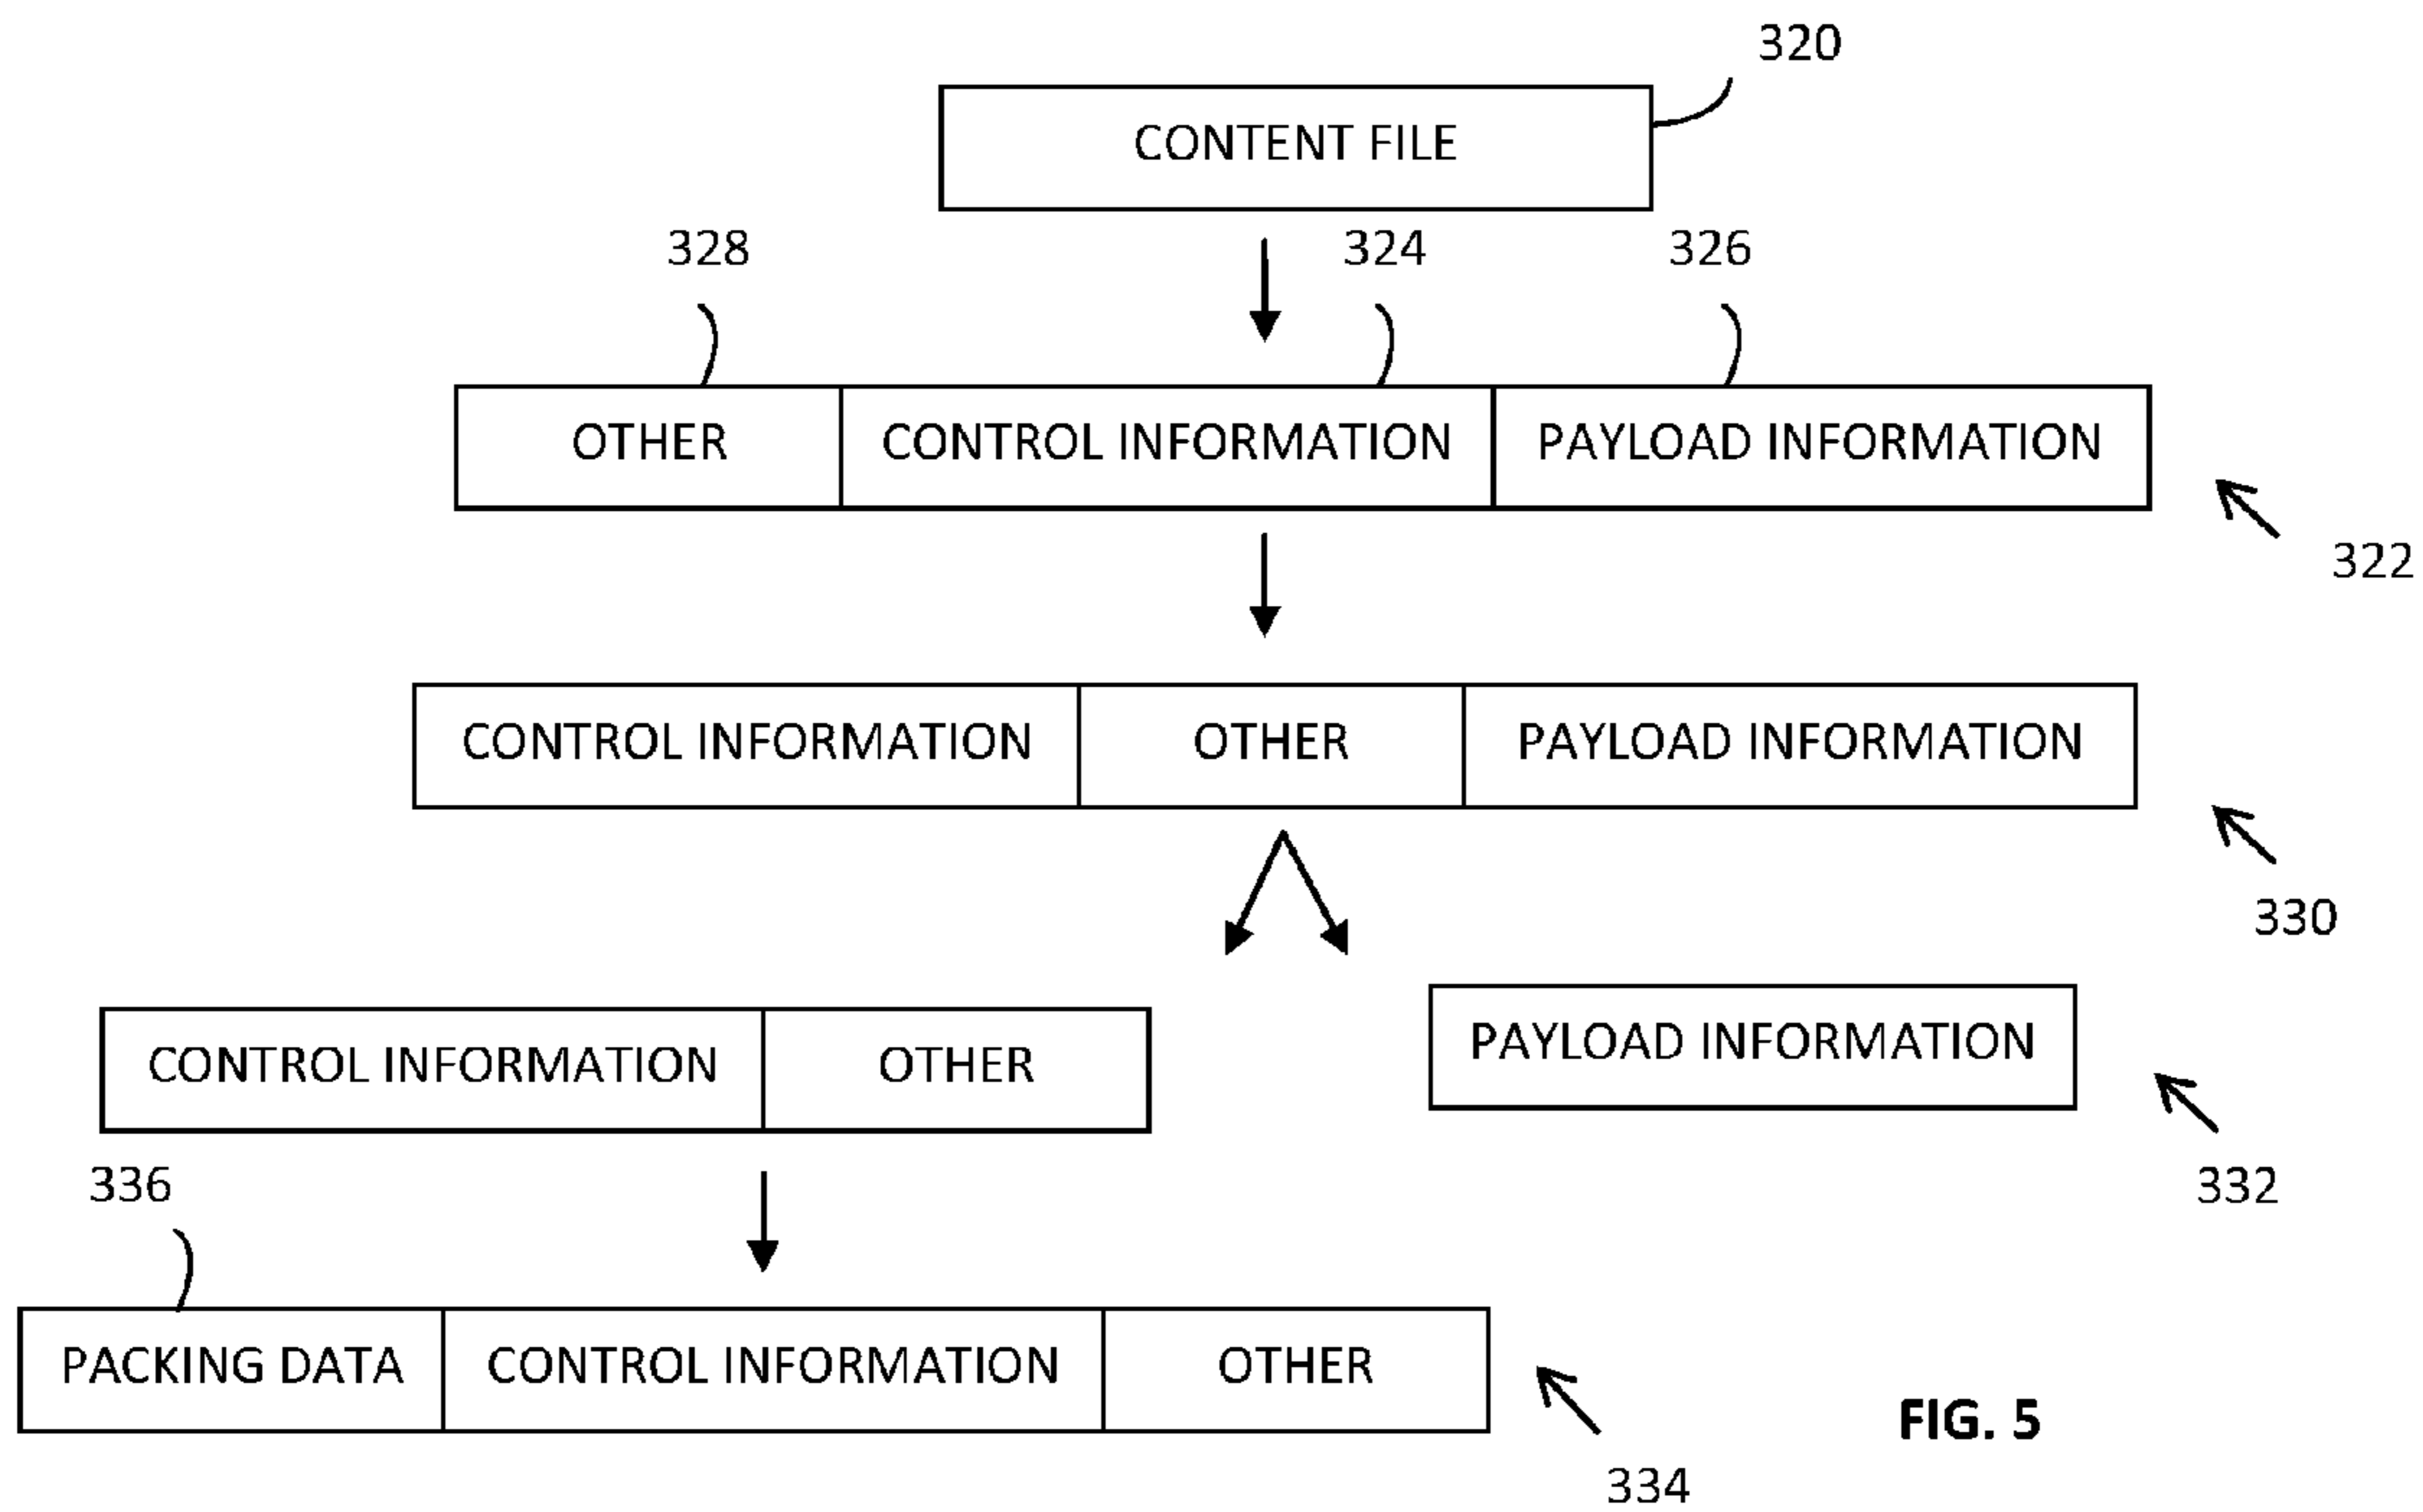 320
CONTENT FILE
328 324 326
OTHER CONTROL INFORMATION PAYLOAD INFORMATION
322
CONTROL INFORMATION OTHER PAYLOAD INFORMATION
330
CONTROL INFORMATION OTHER PAYLOAD INFORMATION
336 332
PACKING DATA CONTROL INFORMATION OTHER
FIG. 5
334